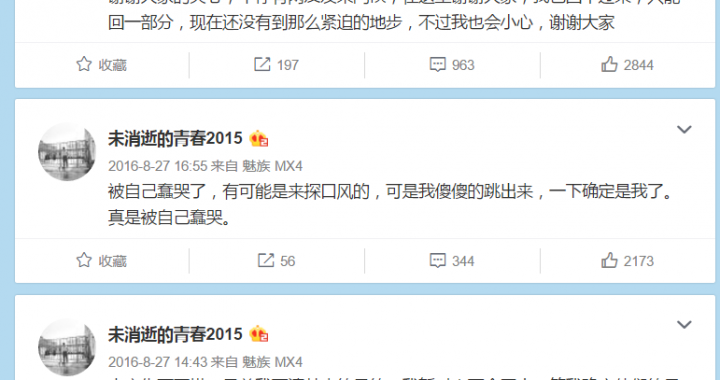 回一部分，现在还没有到那么紧迫的地步，不过我也会小心，谢谢大家
收藏 197 963 2844
未消逝的青春2015
2016-8-27 16:55 来自 魅族 MX4
被自己蠢哭了，有可能是来探口风的，可是我傻傻的跳出来，一下确定是我了。
真是被自己蠢哭。
收藏 56 344 2173
未消逝的青春2015
2016-8-27 14:43 来自 魅族 MX4